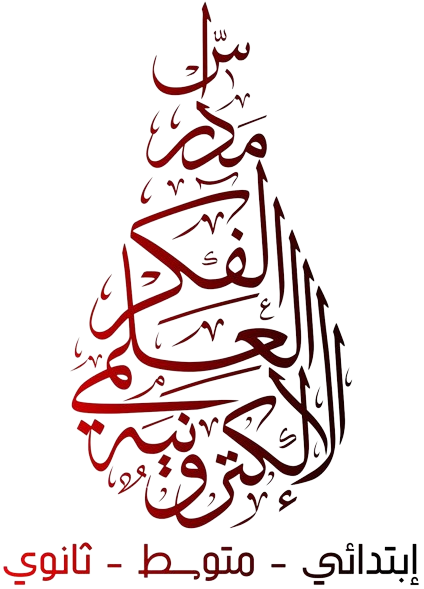 مدارس
الفكر
العلمي
الإلكترونية
إبتدائي - متوسط - ثانوي